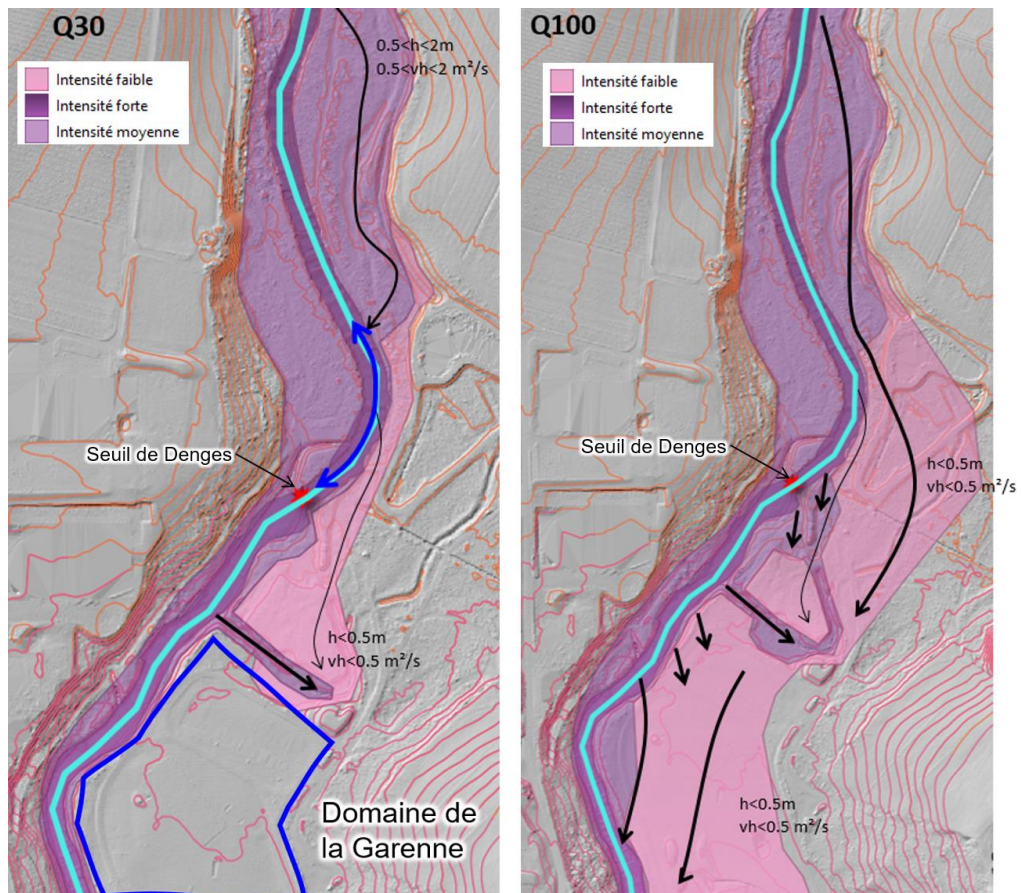 Q30
0.5<h<2m
0.5<vh<2 m²/s
Intensité faible
Intensité forte
Intensité moyenne
Seuil de Denges
h<0.5m
vh<0.5 m²/s
Domaine de
la Garenne
Q100
Intensité faible
Intensité forte
Intensité moyenne
Seuil de Denges
h<0.5m
vh<0.5 m²/s
h<0.5m
vh<0.5 m²/s